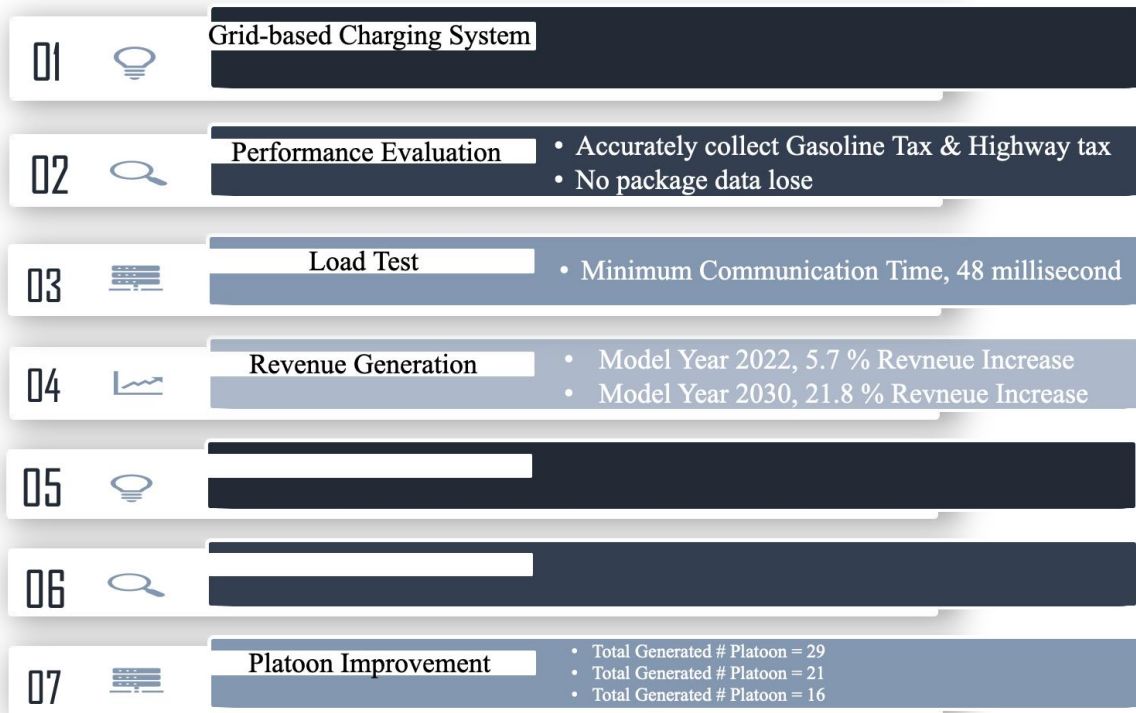 01
Grid-based Charging System
02
Performance Evaluation
• Accurately collect Gasoline Tax & Highway tax
• No package data lose
03
Load Test
• Minimum Communication Time, 48 millisecond
04
Revenue Generation
• Model Year 2022, 5.7 % Revneue Increase
• Model Year 2030, 21.8 % Revneue Increase
05
06
07
Platoon Improvement
• Total Generated # Platoon = 29
• Total Generated # Platoon = 21
• Total Generated # Platoon = 16